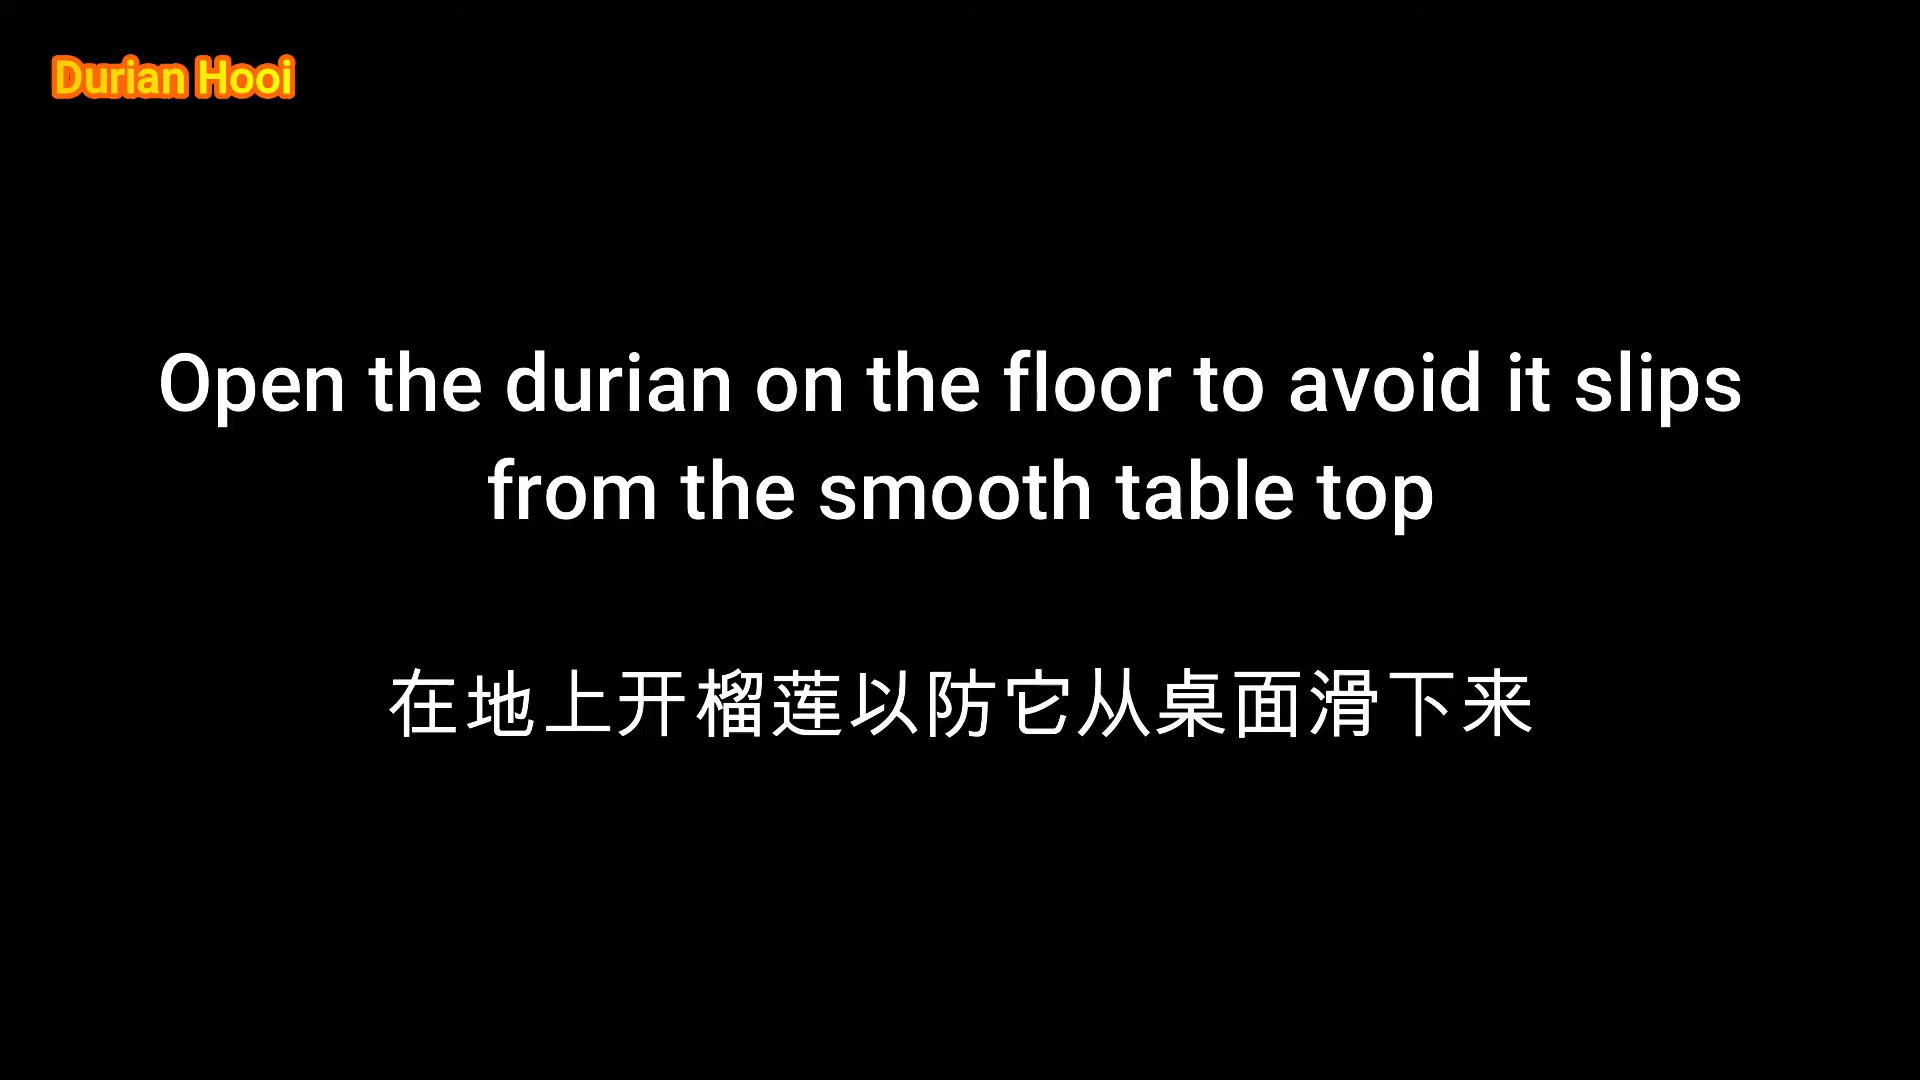 Durian Hooi
Open the durian on the floor to avoid it slips
from the smooth table top
在地上开榴莲以防它从桌面滑下来